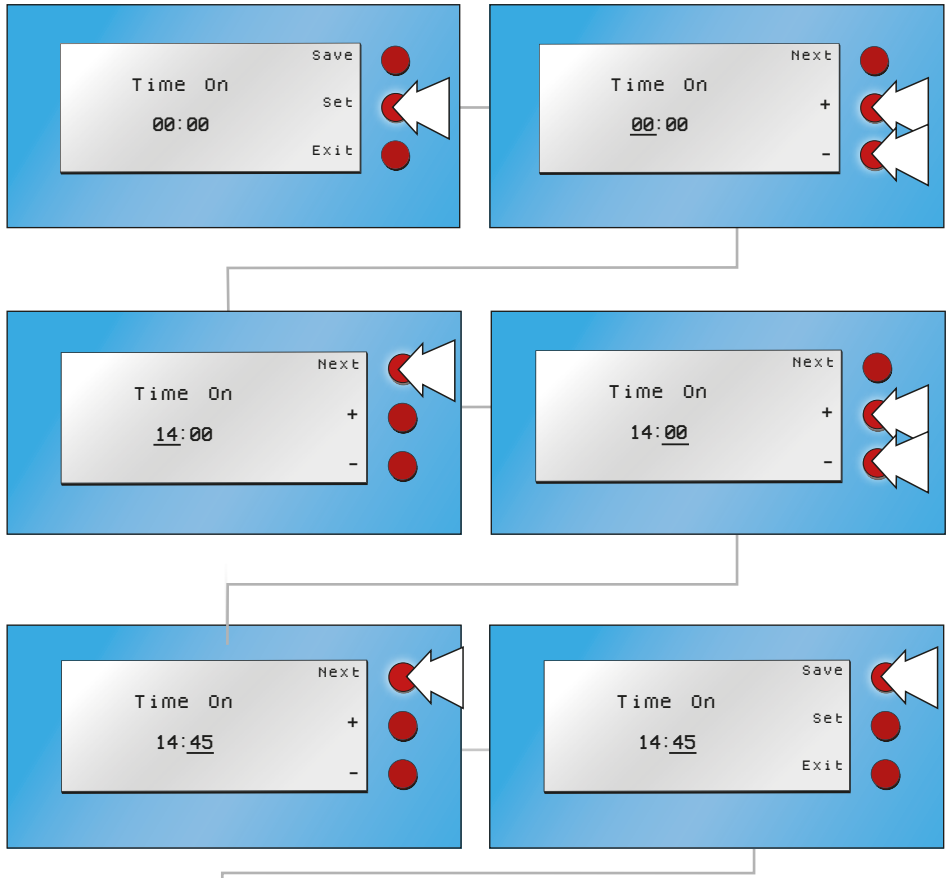 Save
Time On
Set
00:00
Exit
Next
Time On
+
00:00
-
Next
Time On
+
14:00
-
Next
Time On
+
14:00
-
Next
Time On
+
14:45
-
Save
Time On
Set
14:45
Exit